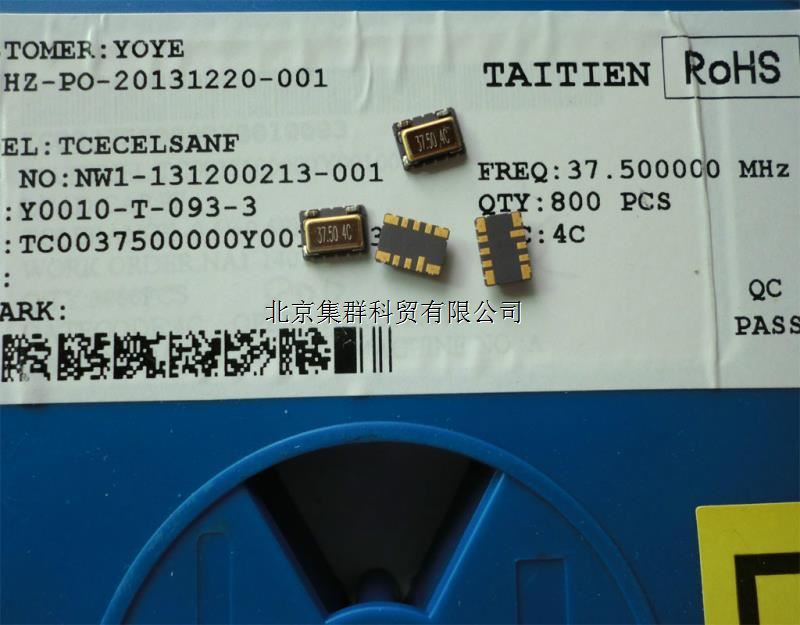 TOMER:YOYE
HZ-PO-20131220-001
TAITIEN
RoHS
EL:TCECELSANF
NO:NW1-131200213-001
FREQ:37.500000 MHz
:Y0010-T-093-3
QTY:800 PCS
:TC0037500000Y00
:4C
:
ARK:
QC
PASS
37.50 4C
37.50 4C
北京集群科贸有限公司